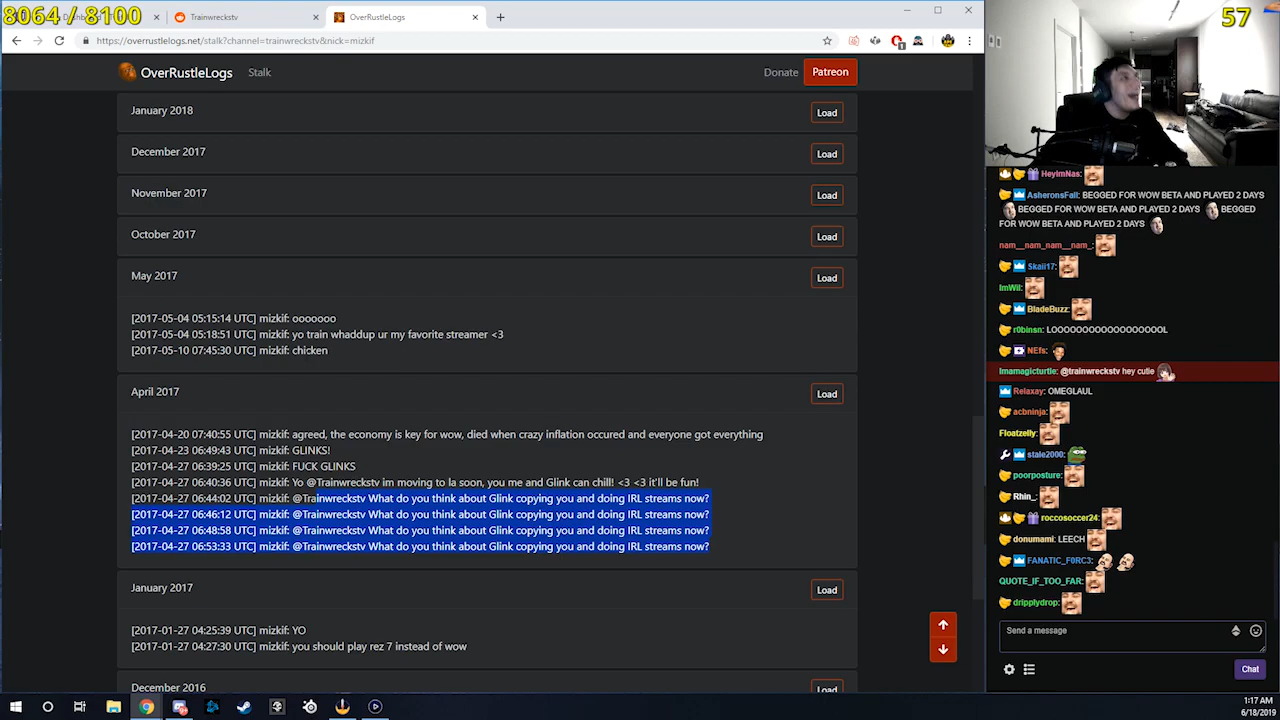 8064 / 8100
Trainwreckstv
OverRustleLogs
57
https://overrustlelogs.net/stalk?channel=trainwreckstv&nick=mizkif
1
OverRustleLogs
Stalk
Donate
Patreon
January 2018
Load
December 2017
Load
November 2017
Load
October 2017
Load
May 2017
Load
[2017-05-04 05:15:14 UTC] mizkif: oooooo
[2017-05-04 05:18:51 UTC] mizkif: yo train whaddup ur my favorite streamer <3
[2017-05-10 07:45:30 UTC] mizkif: chicken
April 2017
Load
[2017-04-20 07:40:55 UTC] mizkif: a part of the economy is key for wow, died when crazy inflation occured and everyone got everything
[2017-04-23 06:49:43 UTC] mizkif: GLINKS!
[2017-04-27 06:39:25 UTC] mizkif: FUCK GLINKS
[2017-04-27 06:40:36 UTC] mizkif: @Trainwreckstv im moving to la soon, you me and Glink can chill! <3 <3 it'll be fun!
[2017-04-27 06:44:02 UTC] mizkif: @Trainwreckstv What do you think about Glink copying you and doing IRL streams now?
[2017-04-27 06:46:12 UTC] mizkif: @Trainwreckstv What do you think about Glink copying you and doing IRL streams now?
[2017-04-27 06:48:58 UTC] mizkif: @Trainwreckstv What do you think about Glink copying you and doing IRL streams now?
[2017-04-27 06:53:33 UTC] mizkif: @Trainwreckstv What do you think about Glink copying you and doing IRL streams now?
January 2017
Load
[2017-01-27 04:25:39 UTC] mizkif: YO
[2017-01-27 04:27:30 UTC] mizkif: you should play rez 7 instead of wow
December 2016
Load
HeyImNas:
AsheronsFall: BEGGED FOR WOW BETA AND PLAYED 2 DAYS
BEGGED FOR WOW BETA AND PLAYED 2 DAYS BEGGED
FOR WOW BETA AND PLAYED 2 DAYS
nam__nam_nam__nam_:
Skaii17:
ImWil:
BladeBuzz:
r0binsn: LOOOOOOOOOOOOOOOOOL
NEfs:
Imamagicturtle: @trainwreckstv hey cutie
Relaxay: OMEGLAUL
acbninja:
Floatzelly:
stale2000:
poorposture:
Rhin_:
roccosoccer24:
donumami: LEECH
FANATIC_F0RC3:
QUOTE_IF_TOO_FAR:
dripplydrop:
Send a message
Chat
1:17 AM
6/18/2019